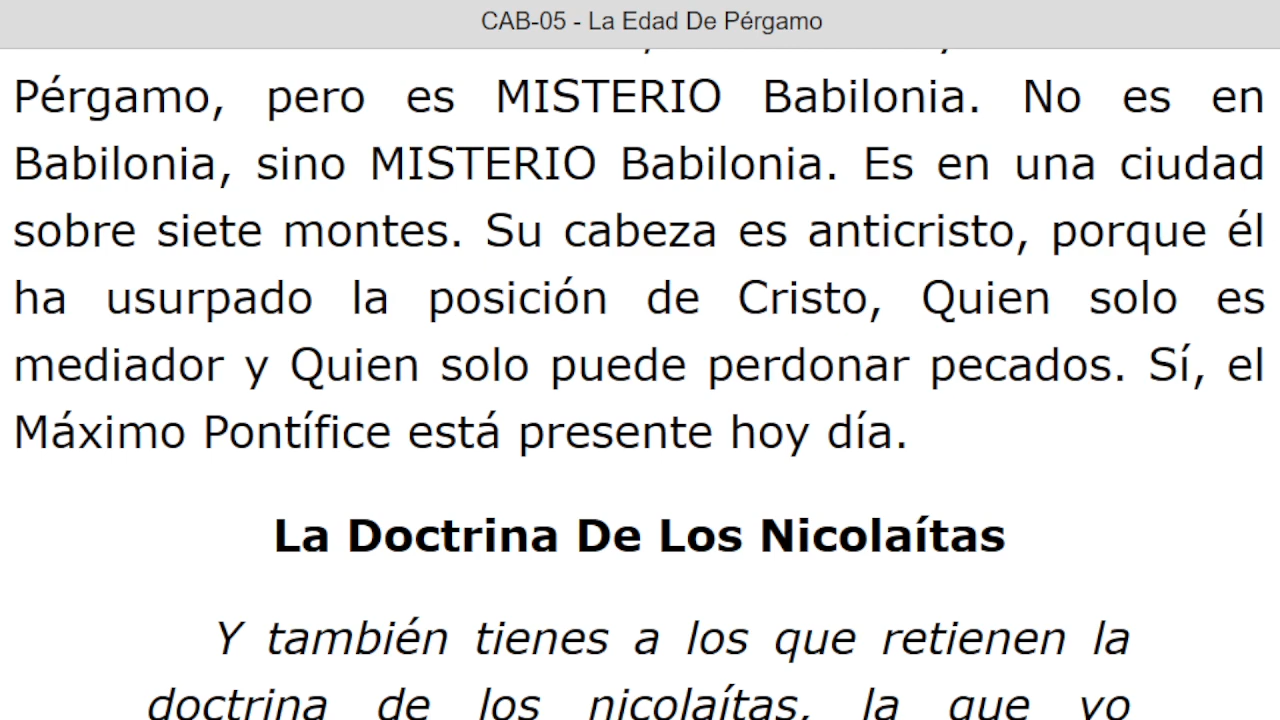 CAB-05 - La Edad De Pérgamo
Pérgamo, pero es MISTERIO Babilonia. No es en
Babilonia, sino MISTERIO Babilonia. Es en una ciudad
sobre siete montes. Su cabeza es anticristo, porque él
ha usurpado la posición de Cristo, Quien solo es
mediador y Quien solo puede perdonar pecados. Sí, el
Máximo Pontífice está presente hoy día.
La Doctrina De Los Nicolaítas
Y también tienes a los que retienen la
doctrina de los nicolaítas, la que yo